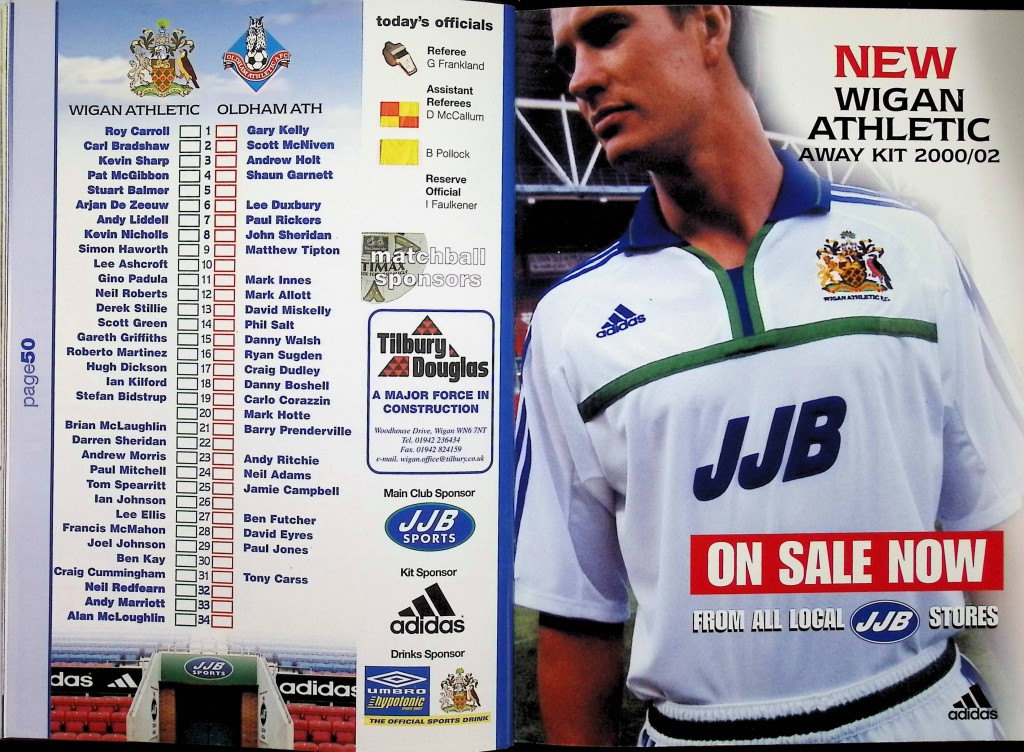 page50
OLDHAM ATHLETIC A.F.C.
WIGAN ATHLETIC OLDHAM ATH
Roy Carroll 1 Gary Kelly
Carl Bradshaw 2 Scott McNiven
Kevin Sharp 3 Andrew Holt
Pat McGibbon 4 Shaun Garnett
Stuart Balmer 5
Arjan De Zeeuw 6 Lee Duxbury
Andy Liddell 7 Paul Rickers
Kevin Nicholls 8 John Sheridan
Simon Haworth 9 Matthew Tipton
Lee Ashcroft 10
Gino Padula 11 Mark Innes
Neil Roberts 12 Mark Allott
Derek Stillie 13 David Miskelly
Scott Green 14 Phil Salt
Gareth Griffiths 15 Danny Walsh
Roberto Martinez 16 Ryan Sugden
Hugh Dickson 17 Craig Dudley
Ian Kilford 18 Danny Boshell
Stefan Bidstrup 19 Carlo Corazzin
20 Mark Hotte
Brian McLaughlin 21 Barry Prenderville
Darren Sheridan 22
Andrew Morris 23 Andy Ritchie
Paul Mitchell 24 Neil Adams
Tom Spearritt 25 Jamie Campbell
Ian Johnson 26
Lee Ellis 27 Ben Futcher
Francis McMahon 28 David Eyres
Joel Johnson 29 Paul Jones
Ben Kay 30
Craig Cummingham 31 Tony Carss
Neil Redfearn 32
Andy Marriott 33
Alan McLoughlin 34
JJB
SPORTS
das
adidas
today's officials
Referee
G Frankland
Assistant
Referees
D McCallum
B Pollock
Reserve
Official
I Faulkener
TIMAX
matchball
sponsors
Tilbury
Douglas
A MAJOR FORCE IN
CONSTRUCTION
Woodhouse Drive, Wigan WN6 7NT
Tel. 01942 236434
Fax. 01942 824159
e-mail. wigan.office@tilbury.co.uk
Main Club Sponsor
JJB
SPORTS
Kit Sponsor
adidas
Drinks Sponsor
UMBRO
hypotonic
THE OFFICIAL SPORTS DRINK
NEW
WIGAN
ATHLETIC
AWAY KIT 2000/02
adidas
WIGAN ATHLETIC F.C.
JJB
ON SALE NOW
FROM ALL LOCAL JJB STORES
adidas